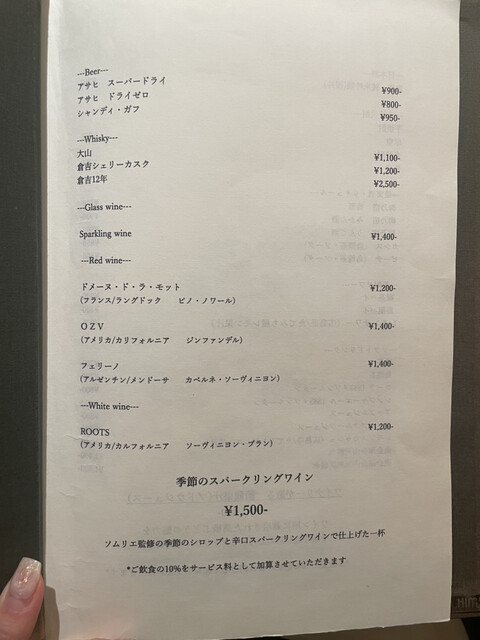 ---Beer---
アサヒ スーパードライ ¥900-
アサヒ ドライゼロ ¥800-
シャンディ・ガフ ¥950-
---Whisky---
大山 ¥1,100-
倉吉シェリーカスク ¥1,200-
倉吉12年 ¥2,500-
---Glass wine---
Sparkling wine ¥1,400-
---Red wine---
ドメーヌ・ド・ラ・モット ¥1,200-
(フランス/ラングドック ピノ・ノワール)
OZV ¥1,400-
(アメリカ/カリフォルニア ジンファンデル)
フェリーノ ¥1,400-
(アルゼンチン/メンドーサ カベルネ・ソーヴィニヨン)
---White wine---
ROOTS ¥1,200-
(アメリカ/カルフォルニア ソーヴィニヨン・ブラン)
季節のスパークリングワイン
¥1,500-
ソムリエ監修の季節のシロップと辛口スパークリングワインで仕上げた一杯
*ご飲食の10%をサービス料として加算させていただきます